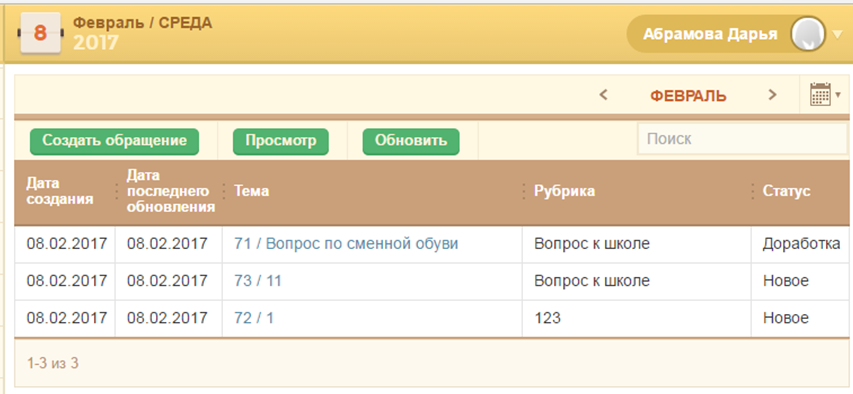 8 Февраль / СРЕДА
2017
Абрамова Дарья
< ФЕВРАЛЬ >
Создать обращение Просмотр Обновить Поиск
Дата создания Дата последнего обновления Тема Рубрика Статус
08.02.2017 08.02.2017 71 / Вопрос по сменной обуви Вопрос к школе Доработка
08.02.2017 08.02.2017 73 / 11 Вопрос к школе Новое
08.02.2017 08.02.2017 72 / 1 123 Новое
1-3 из 3